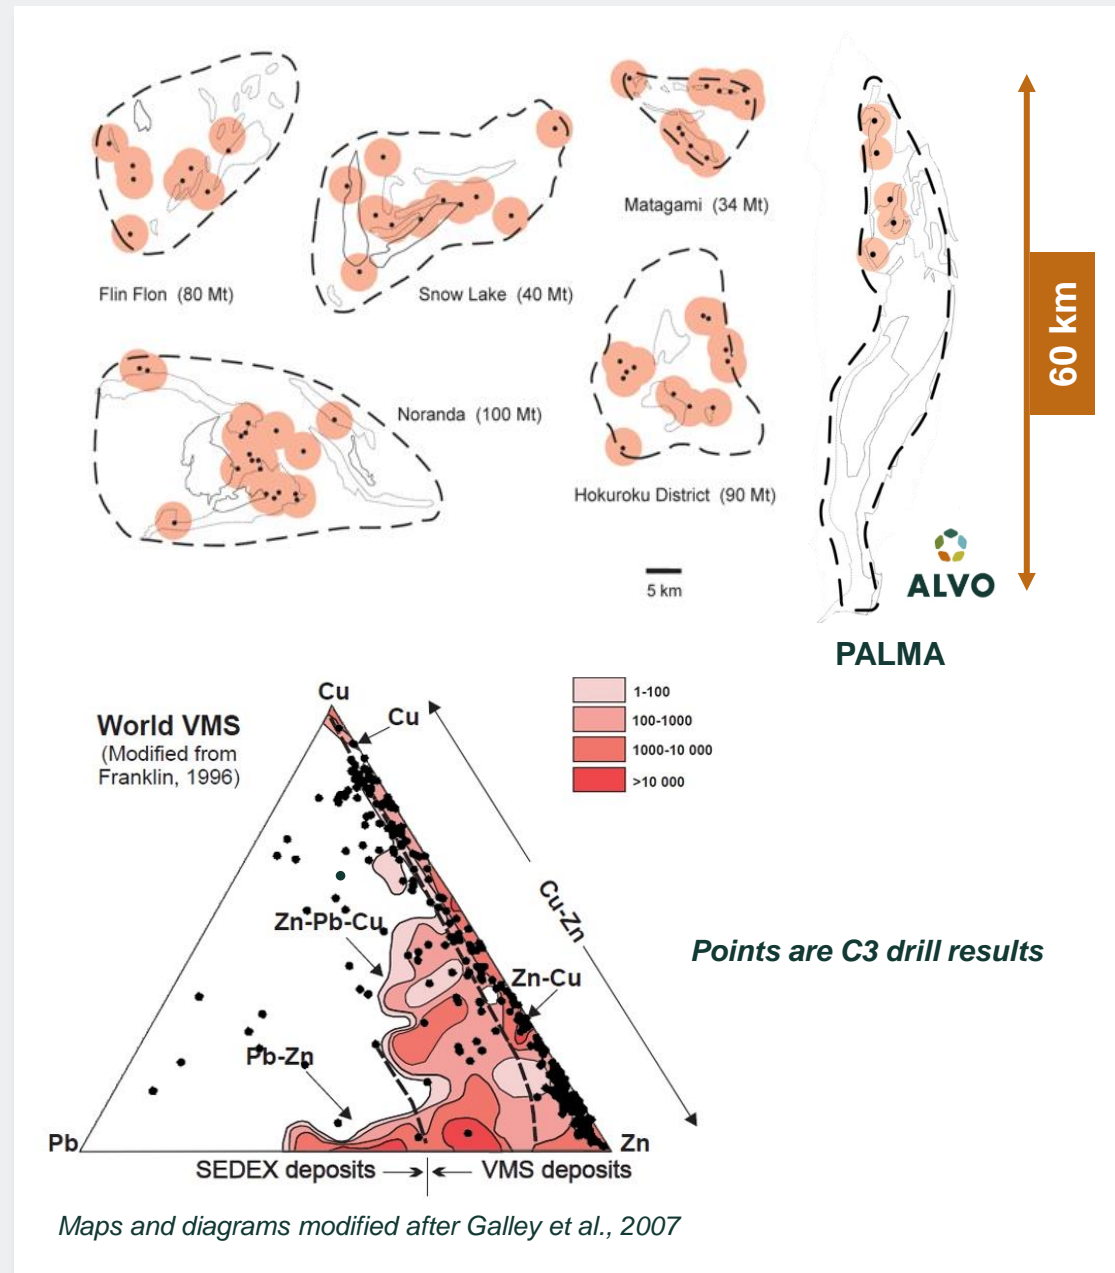 Flin Flon (80 Mt)
Snow Lake (40 Mt)
Matagami (34 Mt)
Noranda (100 Mt)
Hokuroku District (90 Mt)
5 km
60 km
ALVO
PALMA
World VMS
(Modified from
Franklin, 1996)
Cu
Cu
1-100
100-1000
1000-10 000
>10 000
Cu-Zn
Zn-Pb-Cu
Zn-Cu
Pb-Zn
Pb
Zn
SEDEX deposits
VMS deposits
Points are C3 drill results
Maps and diagrams modified after Galley et al., 2007